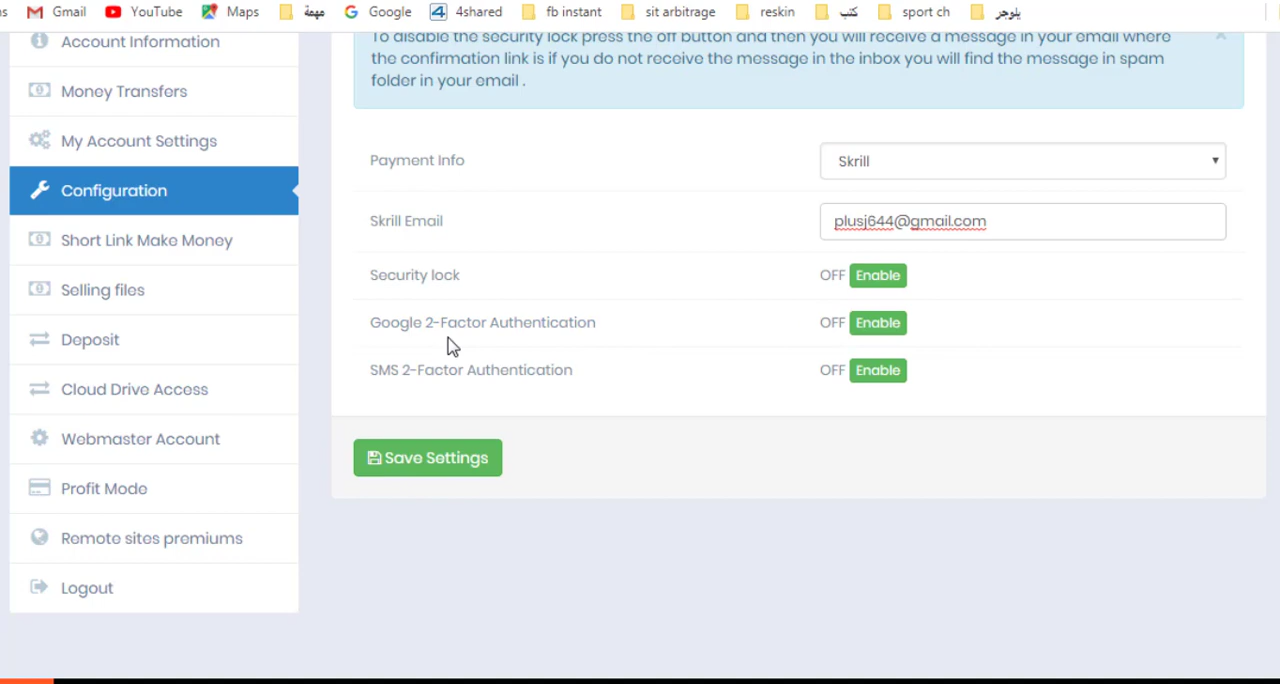 Gmail YouTube Maps مهمة Google 4shared fb instant sit arbitrage reskin كتب sport ch بلوجر
Account Information
Money Transfers
My Account Settings
Configuration
Short Link Make Money
Selling files
Deposit
Cloud Drive Access
Webmaster Account
Profit Mode
Remote sites premiums
Logout
To disable the security lock press the off button and then you will receive a message in your email where
the confirmation link is if you do not receive the message in the inbox you will find the message in spam
folder in your email .
Payment Info Skrill
Skrill Email plusj644@gmail.com
Security lock OFF Enable
Google 2-Factor Authentication OFF Enable
SMS 2-Factor Authentication OFF Enable
Save Settings